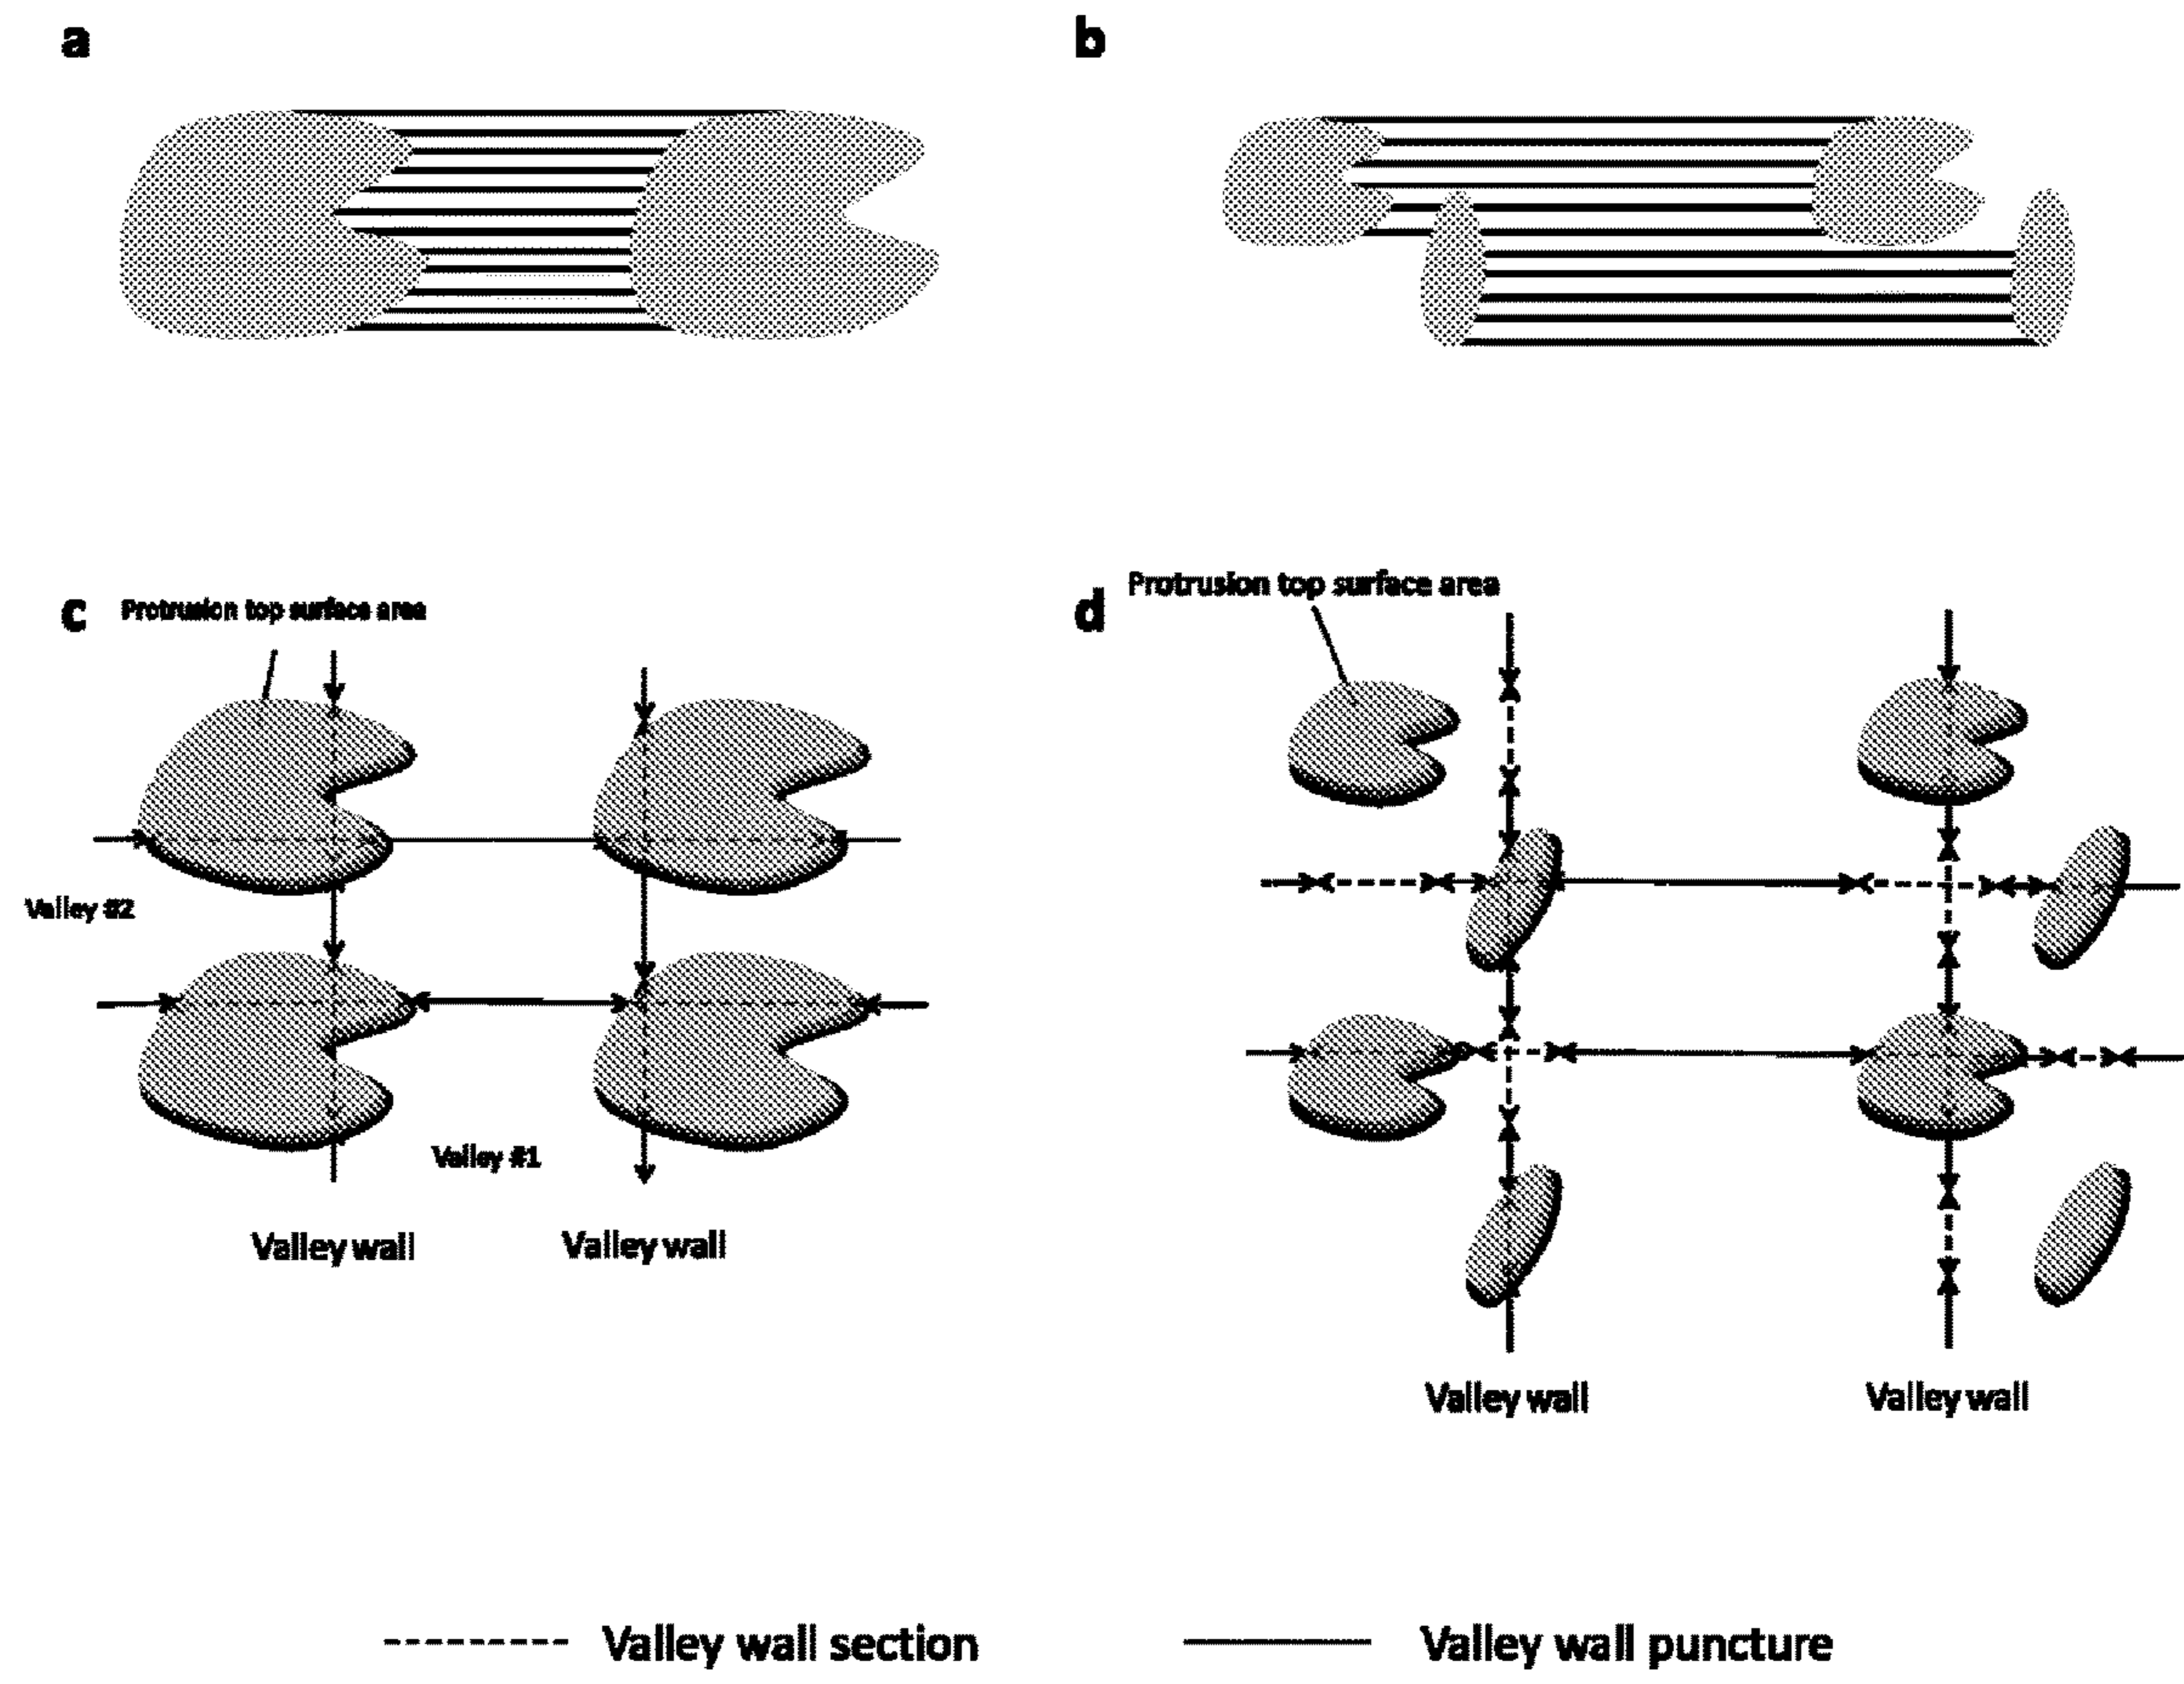 a
b
c Protrusion top surface area
d Protrusion top surface area
Valley #2
Valley #1
Valley wall Valley wall
Valley wall Valley wall
Valley wall section Valley wall puncture